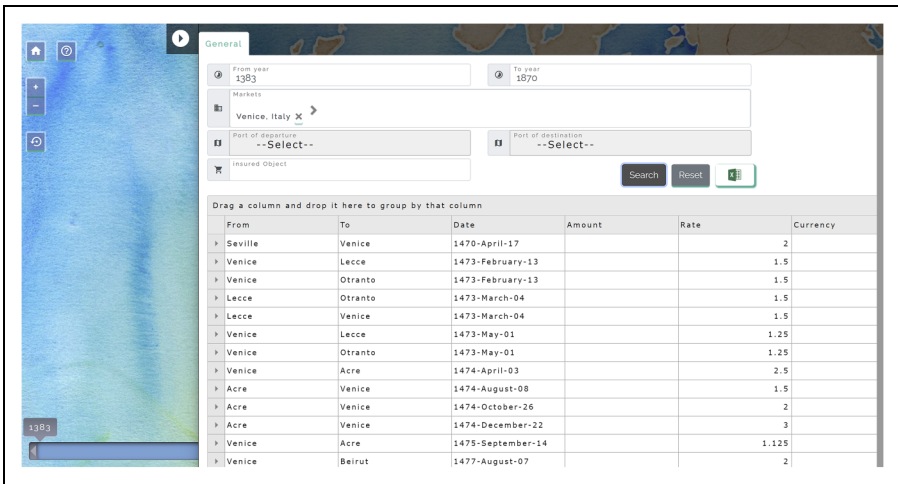 General
From year
1383
To year
1870
Markets
Venice, Italy
Port of departure
--Select--
Port of destination
--Select--
insured Object
Search Reset
Drag a column and drop it here to group by that column
From To Date Amount Rate Currency
Seville Venice 1470-April-17 2
Venice Lecce 1473-February-13 1.5
Venice Otranto 1473-February-13 1.5
Lecce Otranto 1473-March-04 1.5
Lecce Venice 1473-March-04 1.5
Venice Lecce 1473-May-01 1.25
Venice Otranto 1473-May-01 1.25
Venice Acre 1474-April-03 2.5
Acre Venice 1474-August-08 1.5
Acre Venice 1474-October-26 2
Acre Venice 1474-December-22 3
Venice Acre 1475-September-14 1.125
Venice Beirut 1477-August-07 2
1383